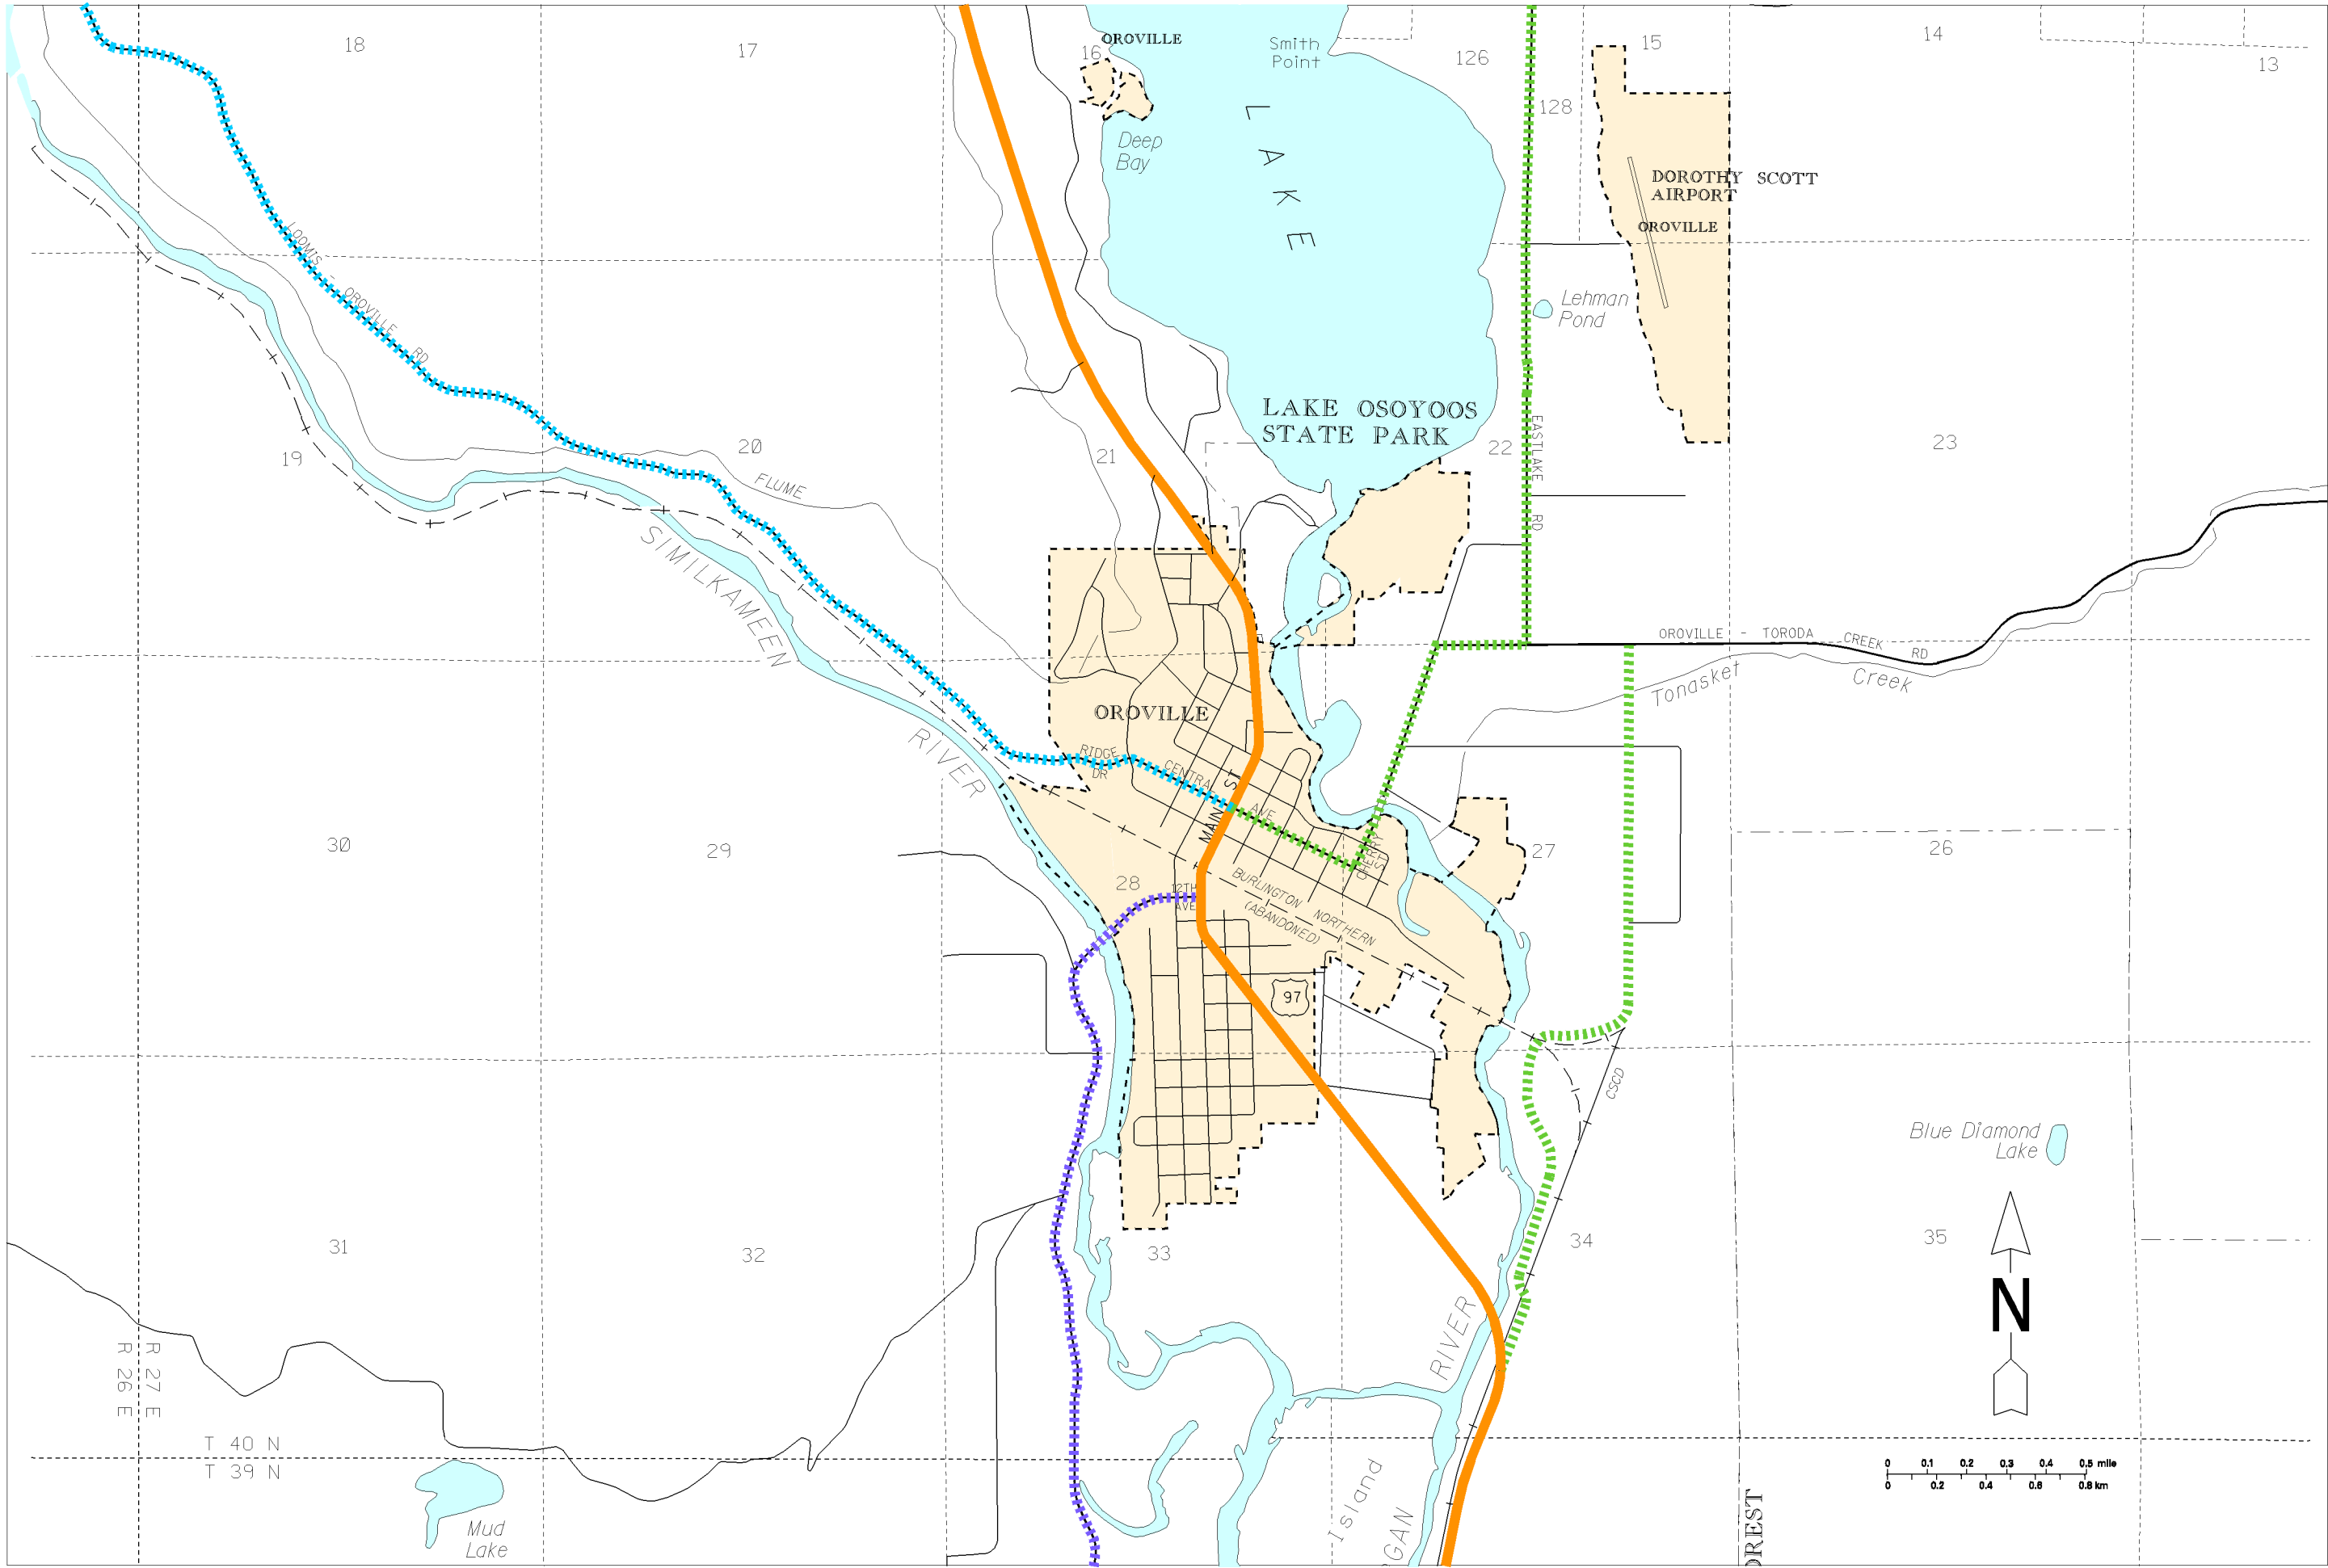 18
17
16
OROVILLE
Smith
Point
126
15
14
13
128
Deep
Bay
LAKE
DOROTHY SCOTT
AIRPORT
OROVILLE
LOOMIS - OROVILLE RD
Lehman
Pond
LAKE OSOYOOS
STATE PARK
EASTLAKE RD
19
20
21
22
23
FLUME
SIMILKAMEEN
RIVER
OROVILLE - TORODA CREEK RD
Tonasket Creek
OROVILLE
RIDGE
DR
CENTRAL AVE
MAIN ST
CHERRY
ST
30
29
28
27
26
12TH
AVE
BURLINGTON NORTHERN
(ABANDONED)
97
CSCD
Blue Diamond
Lake
31
32
33
34
35
N
RIVER
R 26 E
R 27 E
T 40 N
T 39 N
Mud
Lake
Island
0 0.1 0.2 0.3 0.4 0.5 mile
0 0.2 0.4 0.6 0.8 km